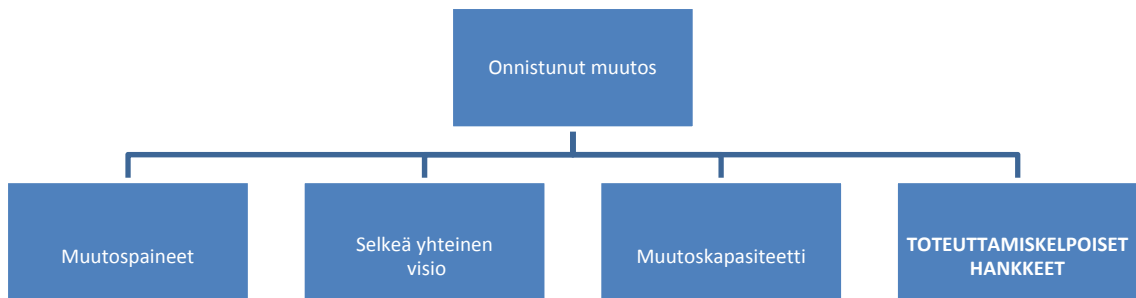 Onnistunut muutos
Muutospaineet
Selkeä yhteinen
visio
Muutoskapasiteetti
TOTEUTTAMISKELPOISET
HANKKEET